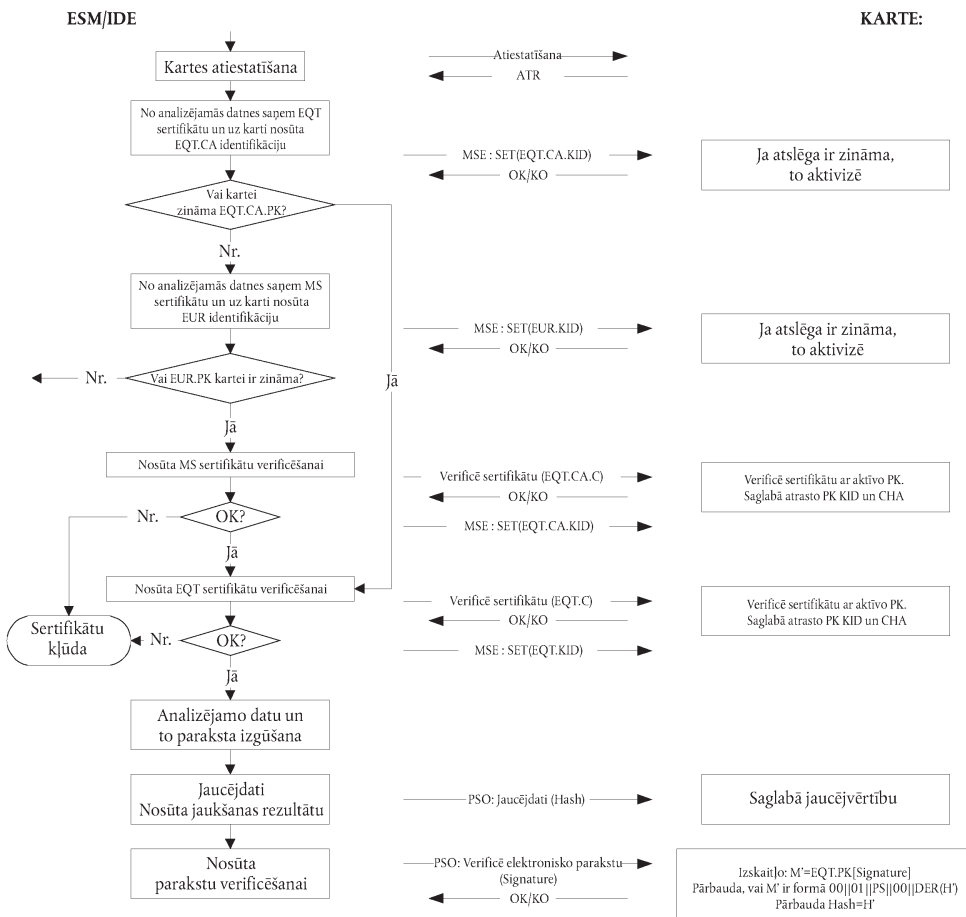 ESM/IDE
KARTE:
Kartes atiestatīšana
Atiestatīšana
ATR
No analizējamās datnes saņem EQT
sertifikātu un uz karti nosūta
EQT.CA identifikāciju
MSE : SET(EQT.CA.KID)
OK/KO
Ja atslēga ir zināma,
to aktivizē
Vai kartei
zināma EQT.CA.PK?
Nr.
No analizējamās datnes saņem MS
sertifikātu un uz karti nosūta
EUR identifikāciju
MSE : SET(EUR.KID)
OK/KO
Ja atslēga ir zināma,
to aktivizē
Nr.
Vai EUR.PK kartei ir zināma?
Jā
Jā
Nosūta MS sertifikātu verificēšanai
Verificē sertifikātu (EQT.CA.C)
OK/KO
Verificē sertifikātu ar aktīvo PK.
Saglabā atrasto PK KID un CHA
Nr.
OK?
MSE : SET(EQT.CA.KID)
Jā
Nosūta EQT sertifikātu verificēšanai
Verificē sertifikātu (EQT.C)
OK/KO
Verificē sertifikātu ar aktīvo PK.
Saglabā atrasto PK KID un CHA
Sertifikātu
kļūda
Nr.
OK?
MSE : SET(EQT.KID)
Jā
Analizējamo datu un
to paraksta izgūšana
Jaucējdati
Nosūta jaukšanas rezultātu
PSO: Jaucējdati (Hash)
Saglabā jaucējvērtību
Nosūta
parakstu verificēšanai
PSO: Verificē elektronisko parakstu
(Signature)
OK/KO
Izskaitļo: M'=EQT.PK[Signature]
Pārbauda, vai M' ir formā 00||01||PS||00||DER(H')
Pārbauda Hash=H'